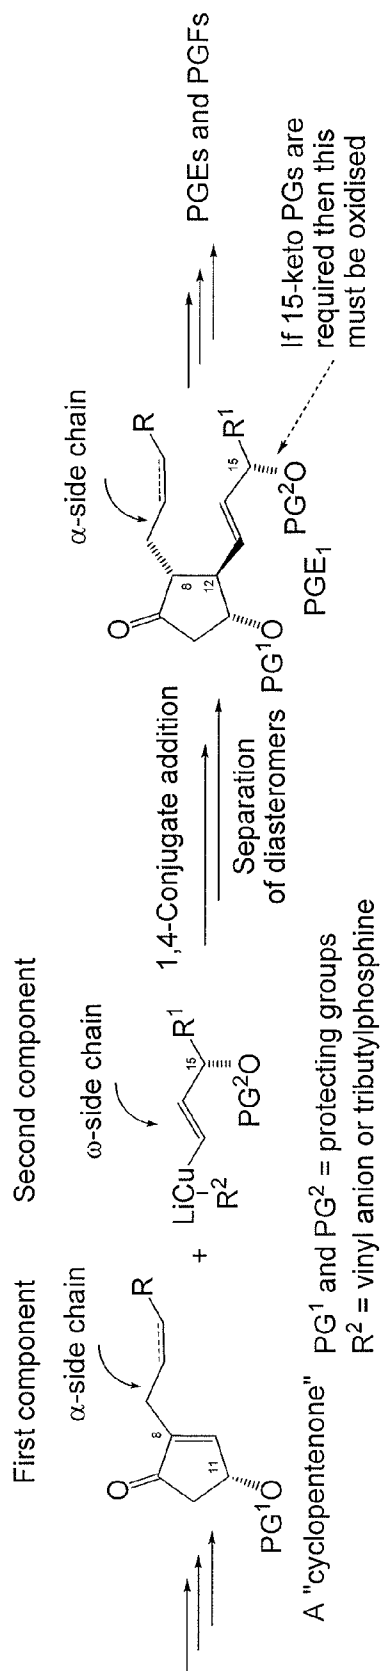 First component
Second component
α-side chain
R
O
8
11
PG¹O
A "cyclopentenone"
+
ω-side chain
LiCu
R²
15
R¹
PG²O
PG¹ and PG² = protecting groups
R² = vinyl anion or tributylphosphine
1,4-Conjugate addition
Separation
of diasteromers
α-side chain
R
O
8
12
15
R¹
PG²O
PG¹O
PGE₁
PGEs and PGFs
If 15-keto PGs are
required then this
must be oxidised